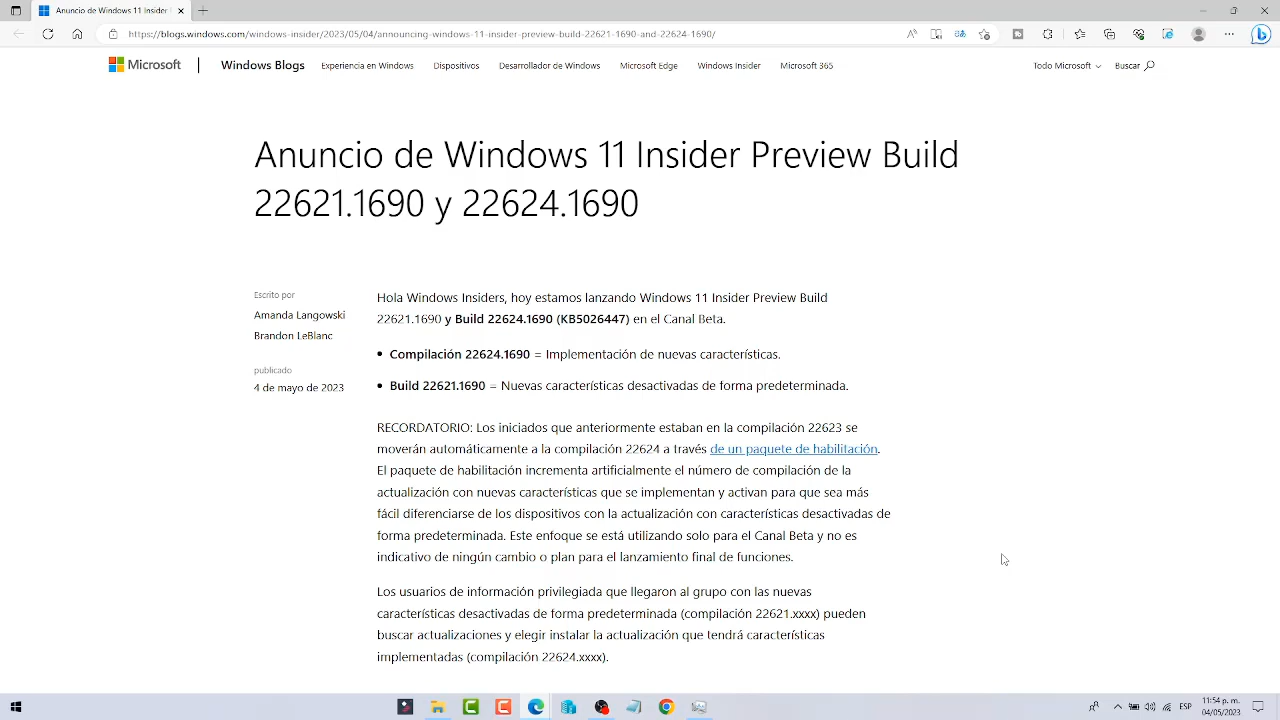 Anuncio de Windows 11 Insider
https://blogs.windows.com/windows-insider/2023/05/04/announcing-windows-11-insider-preview-build-22621-1690-and-22624-1690/
Microsoft
Windows Blogs
Experiencia en Windows
Dispositivos
Desarrollador de Windows
Microsoft Edge
Windows Insider
Microsoft 365
Todo Microsoft
Buscar
Anuncio de Windows 11 Insider Preview Build
22621.1690 y 22624.1690
Escrito por
Amanda Langowski
Brandon LeBlanc
publicado
4 de mayo de 2023
Hola Windows Insiders, hoy estamos lanzando Windows 11 Insider Preview Build
22621.1690 y Build 22624.1690 (KB5026447) en el Canal Beta.
• Compilación 22624.1690 = Implementación de nuevas características.
• Build 22621.1690 = Nuevas características desactivadas de forma predeterminada.
RECORDATORIO: Los iniciados que anteriormente estaban en la compilación 22623 se
moverán automáticamente a la compilación 22624 a través de un paquete de habilitación.
El paquete de habilitación incrementa artificialmente el número de compilación de la
actualización con nuevas características que se implementan y activan para que sea más
fácil diferenciarse de los dispositivos con la actualización con características desactivadas de
forma predeterminada. Este enfoque se está utilizando solo para el Canal Beta y no es
indicativo de ningún cambio o plan para el lanzamiento final de funciones.
Los usuarios de información privilegiada que llegaron al grupo con las nuevas
características desactivadas de forma predeterminada (compilación 22621.xxxx) pueden
buscar actualizaciones y elegir instalar la actualización que tendrá características
implementadas (compilación 22624.xxxx).
ESP
11:54 p. m.
04/05/2023